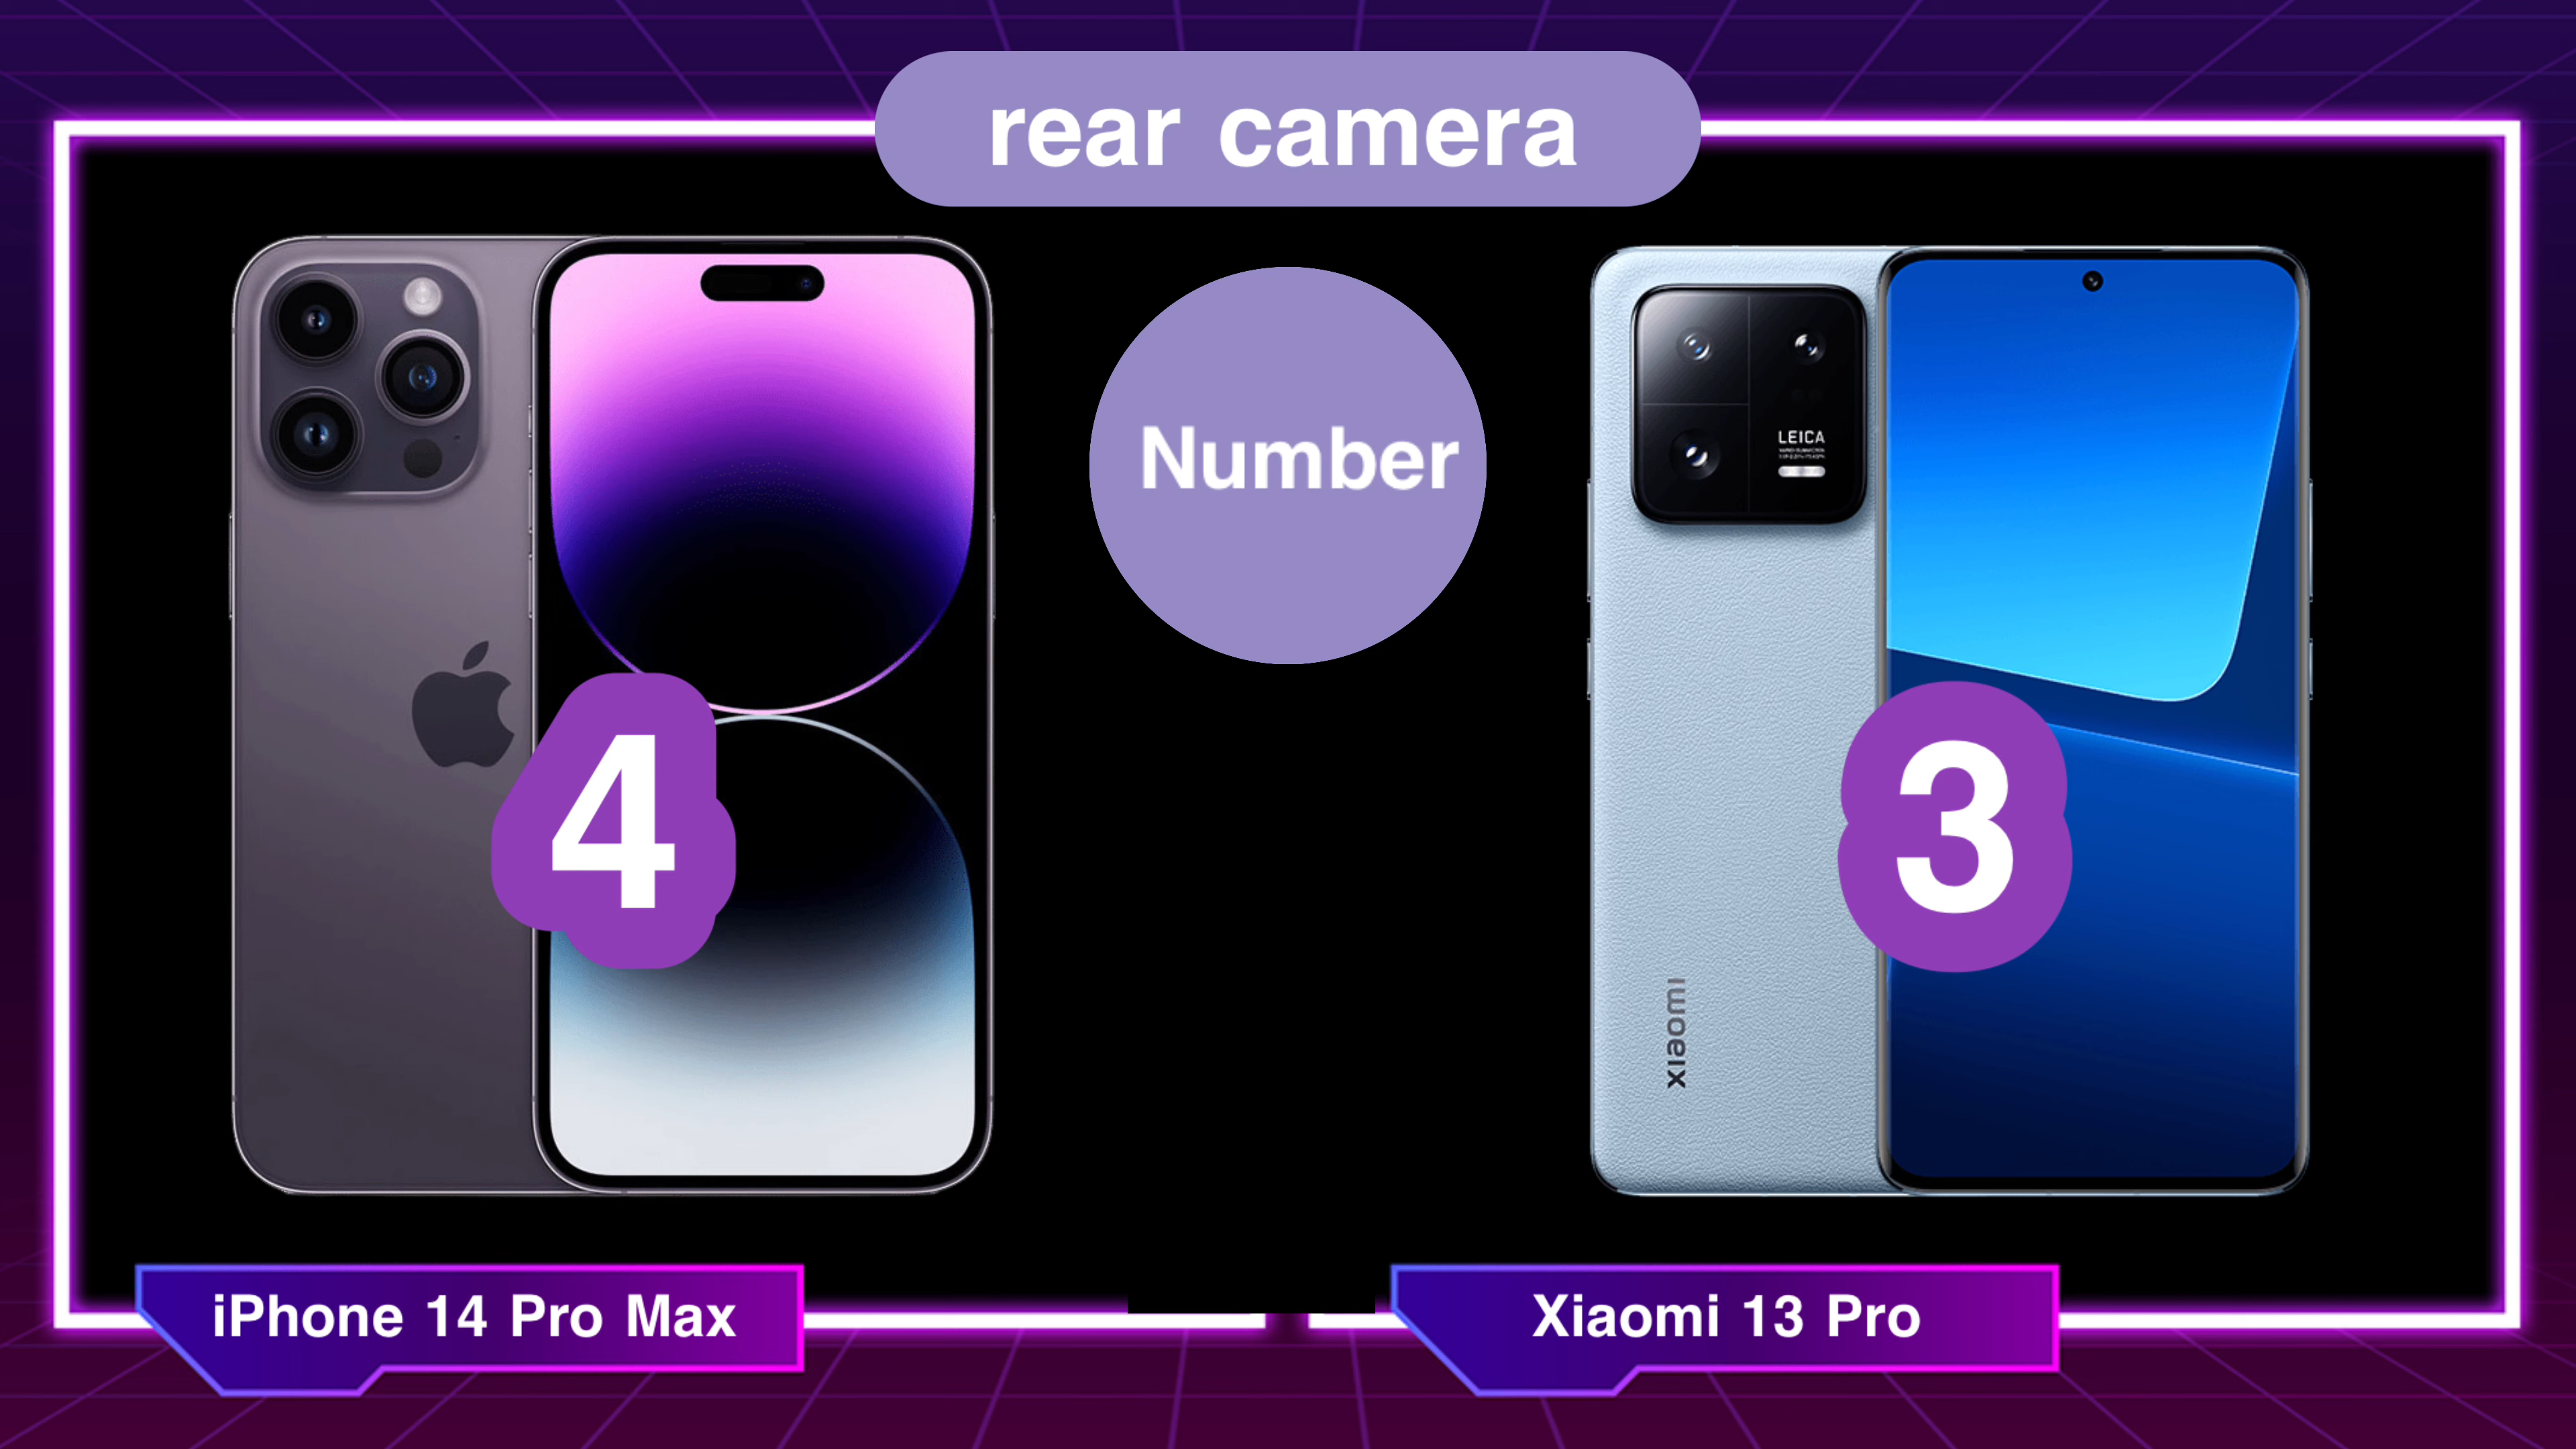 rear camera
Number
LEICA
4
3
xiaomi
iPhone 14 Pro Max
Xiaomi 13 Pro